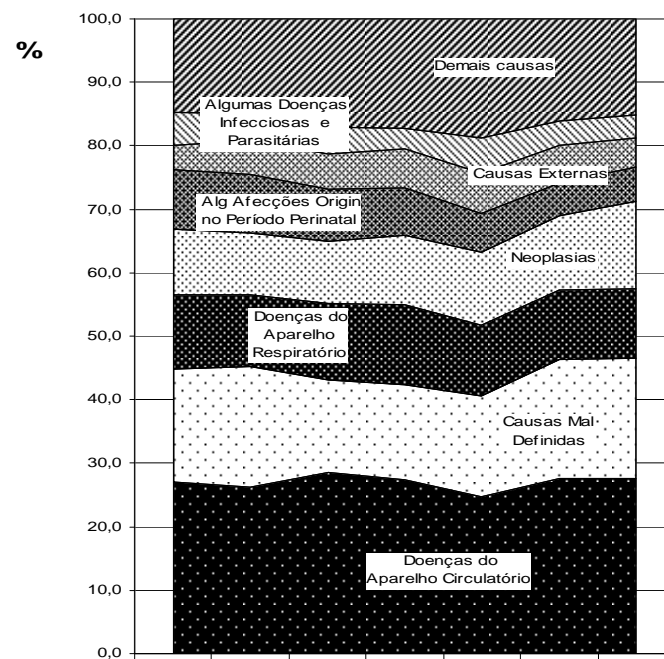 %
100,0
90,0
80,0
70,0
60,0
50,0
40,0
30,0
20,0
10,0
0,0
Demais causas
Algumas Doenças
Infecciosas e
Parasitárias
Causas Externas
Alg Afecções Origin
no Período Perinatal
Neoplasias
Doenças do
Aparelho
Respiratório
Causas Mal
Definidas
Doenças do
Aparelho Circulatório